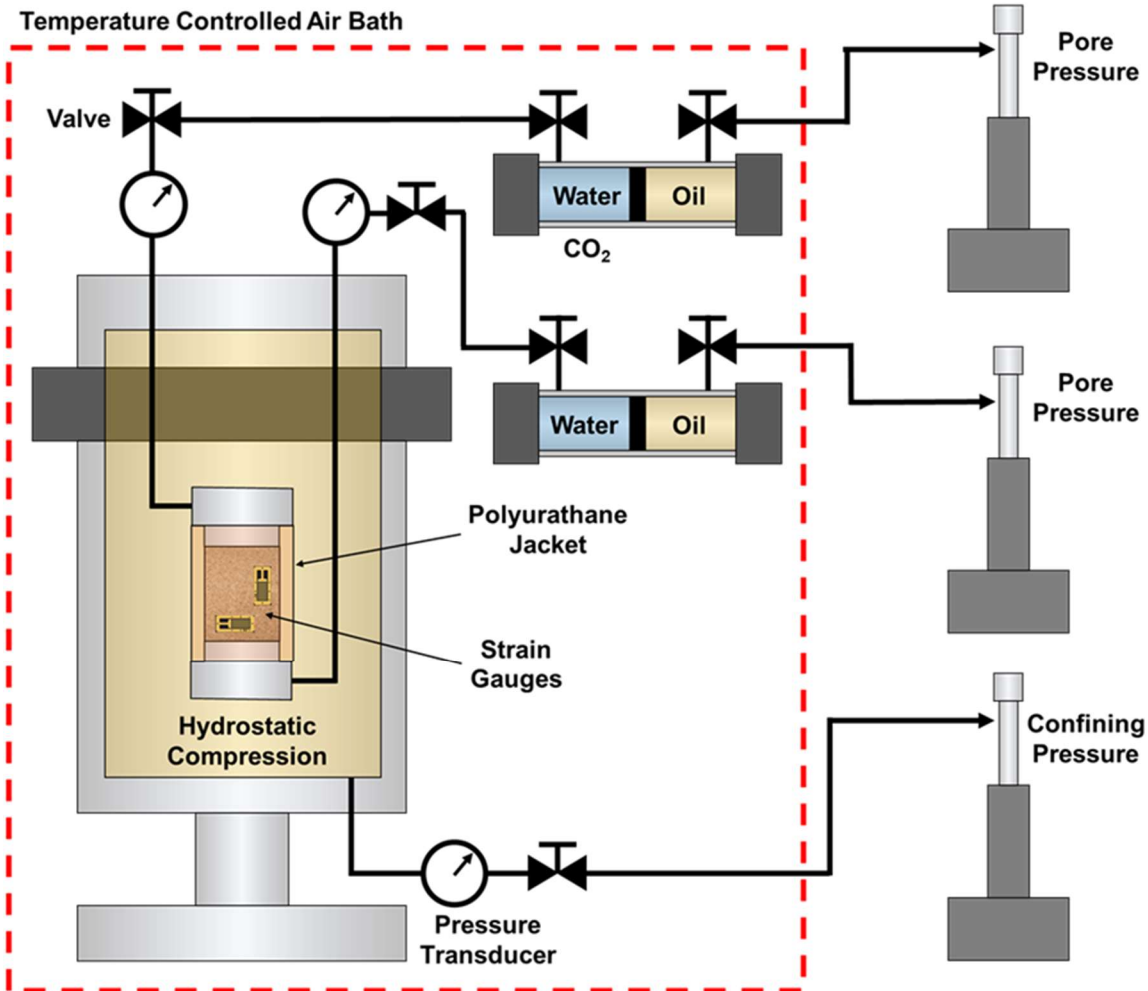 Temperature Controlled Air Bath
Pore
Pressure
Valve
Water
Oil
CO₂
Water
Oil
Pore
Pressure
Polyurathane
Jacket
Strain
Gauges
Hydrostatic
Compression
Confining
Pressure
Pressure
Transducer